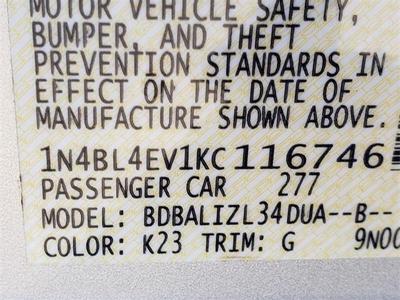 MOTOR VEHICLE SAFETY,
BUMPER, AND THEFT
PREVENTION STANDARDS IN
EFFECT ON THE DATE OF
MANUFACTURE SHOWN ABOVE.
1N4BL4EV1KC116746
PASSENGER CAR 277
MODEL: BDBALIZL34DUA--B--
COLOR: K23 TRIM: G 9N00